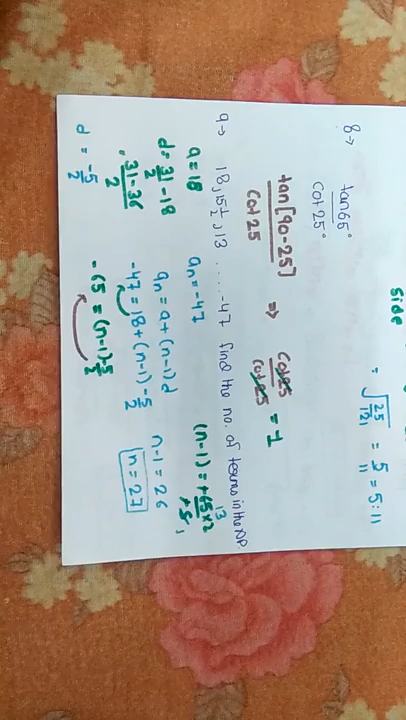 side
= √25/121 = 5/11 = 5:11
8→ tan65°/cot25°
tan[90-25]/cot25 ⇒ cot25/cot25 = 1
9→ 18, 15 1/2, 13 ..... -47 find the no. of terms in the AP
a = 18 an = -47
d = 31/2 - 18 an = a + (n-1)d
= 31-36/2 -47 = 18 + (n-1) -5/2
d = -5/2 -65 = (n-1) -5/2
(n-1) = +65×2/+5, 13
n-1 = 26
n = 27